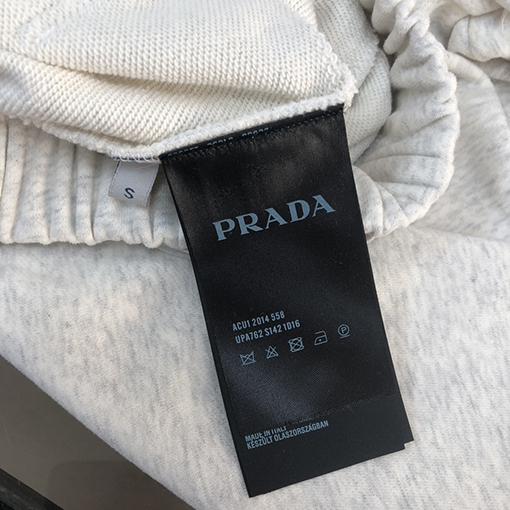 S
PRADA
ACU1 2014 558
UPA762 S142 1D16
MADE IN ITALY
KÉSZÜLT OLASZORSZÁGBAN